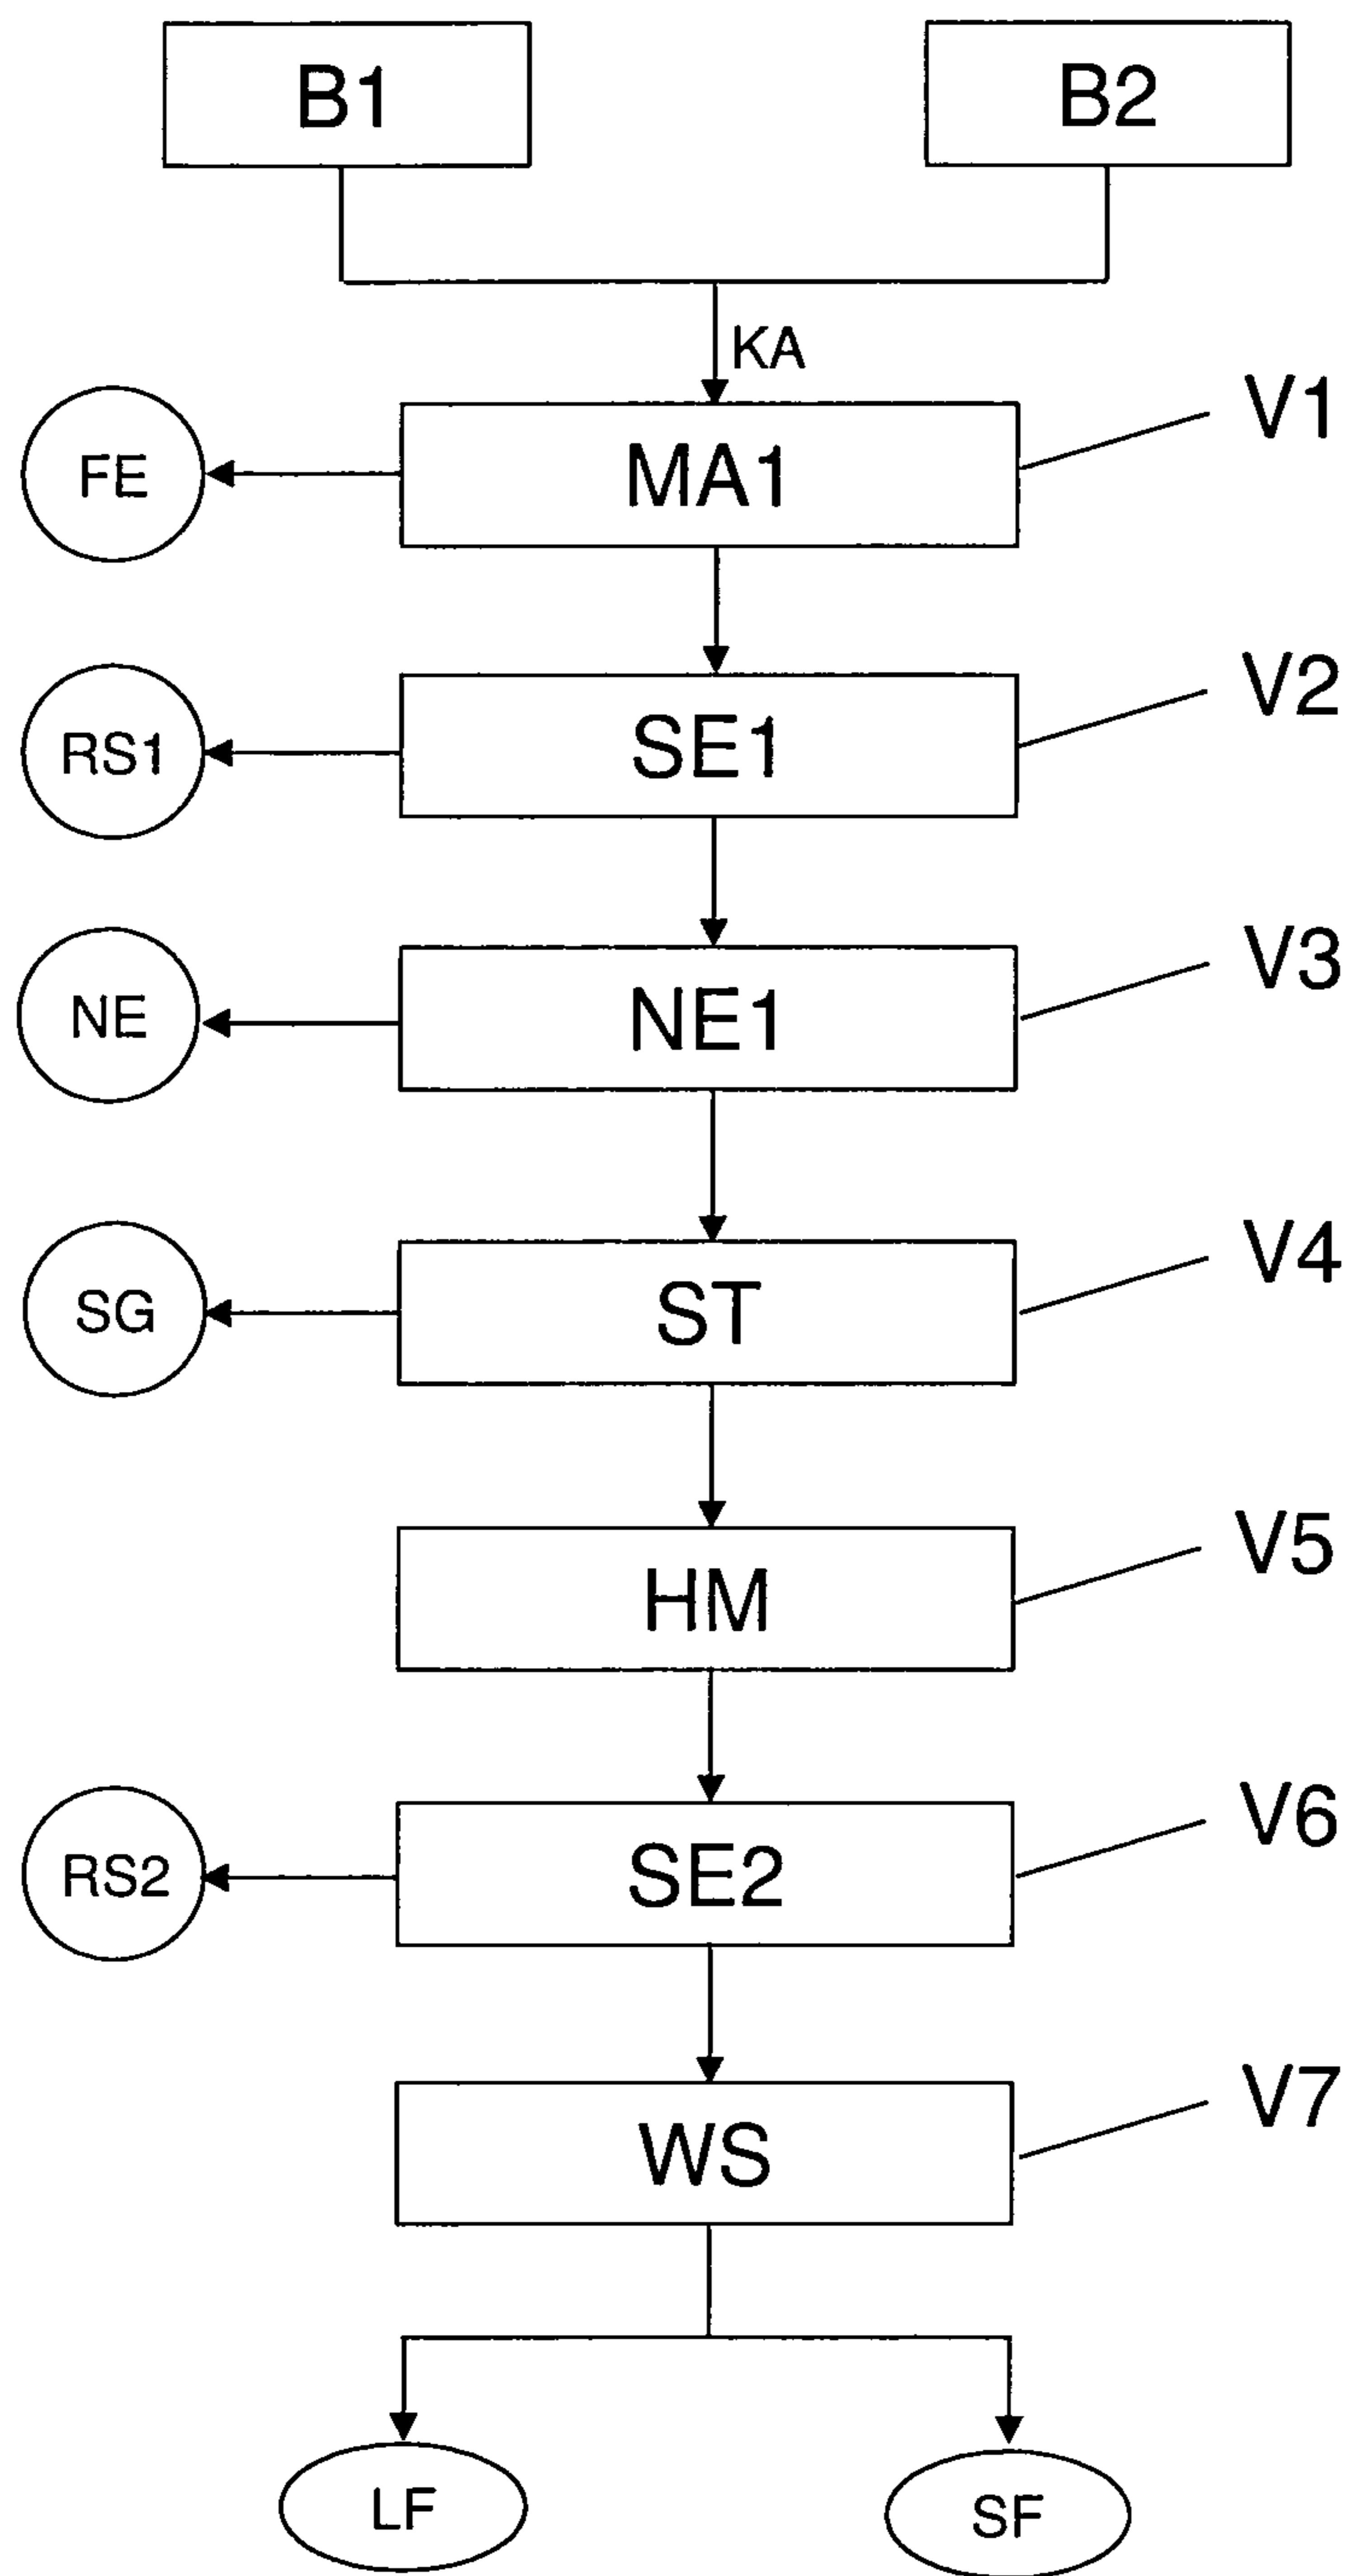 B1 B2
KA
V1
FE MA1
V2
RS1 SE1
V3
NE NE1
V4
SG ST
V5
HM
V6
RS2 SE2
V7
WS
LF SF